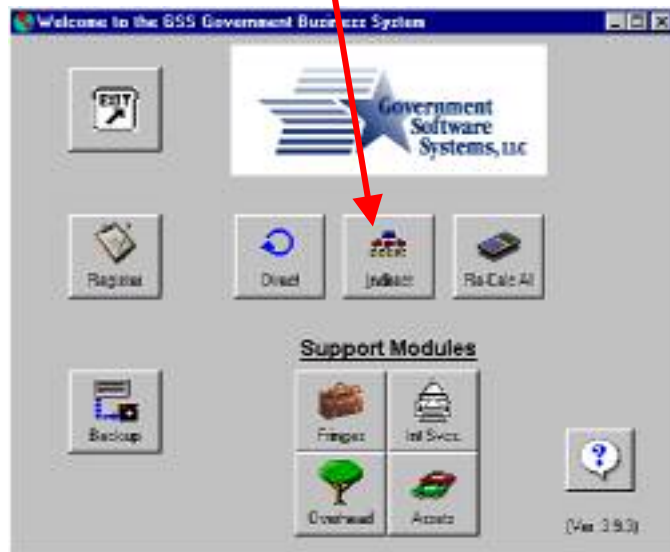 Welcome to the GSS Government Business System
EXIT
Government
Software
Systems, LLC
Register
Direct
Indirect
Re-Calc All
Support Modules
Backup
Fringes
Int Svcs.
Overhead
Assets
?
(Ver. 3.9.3)